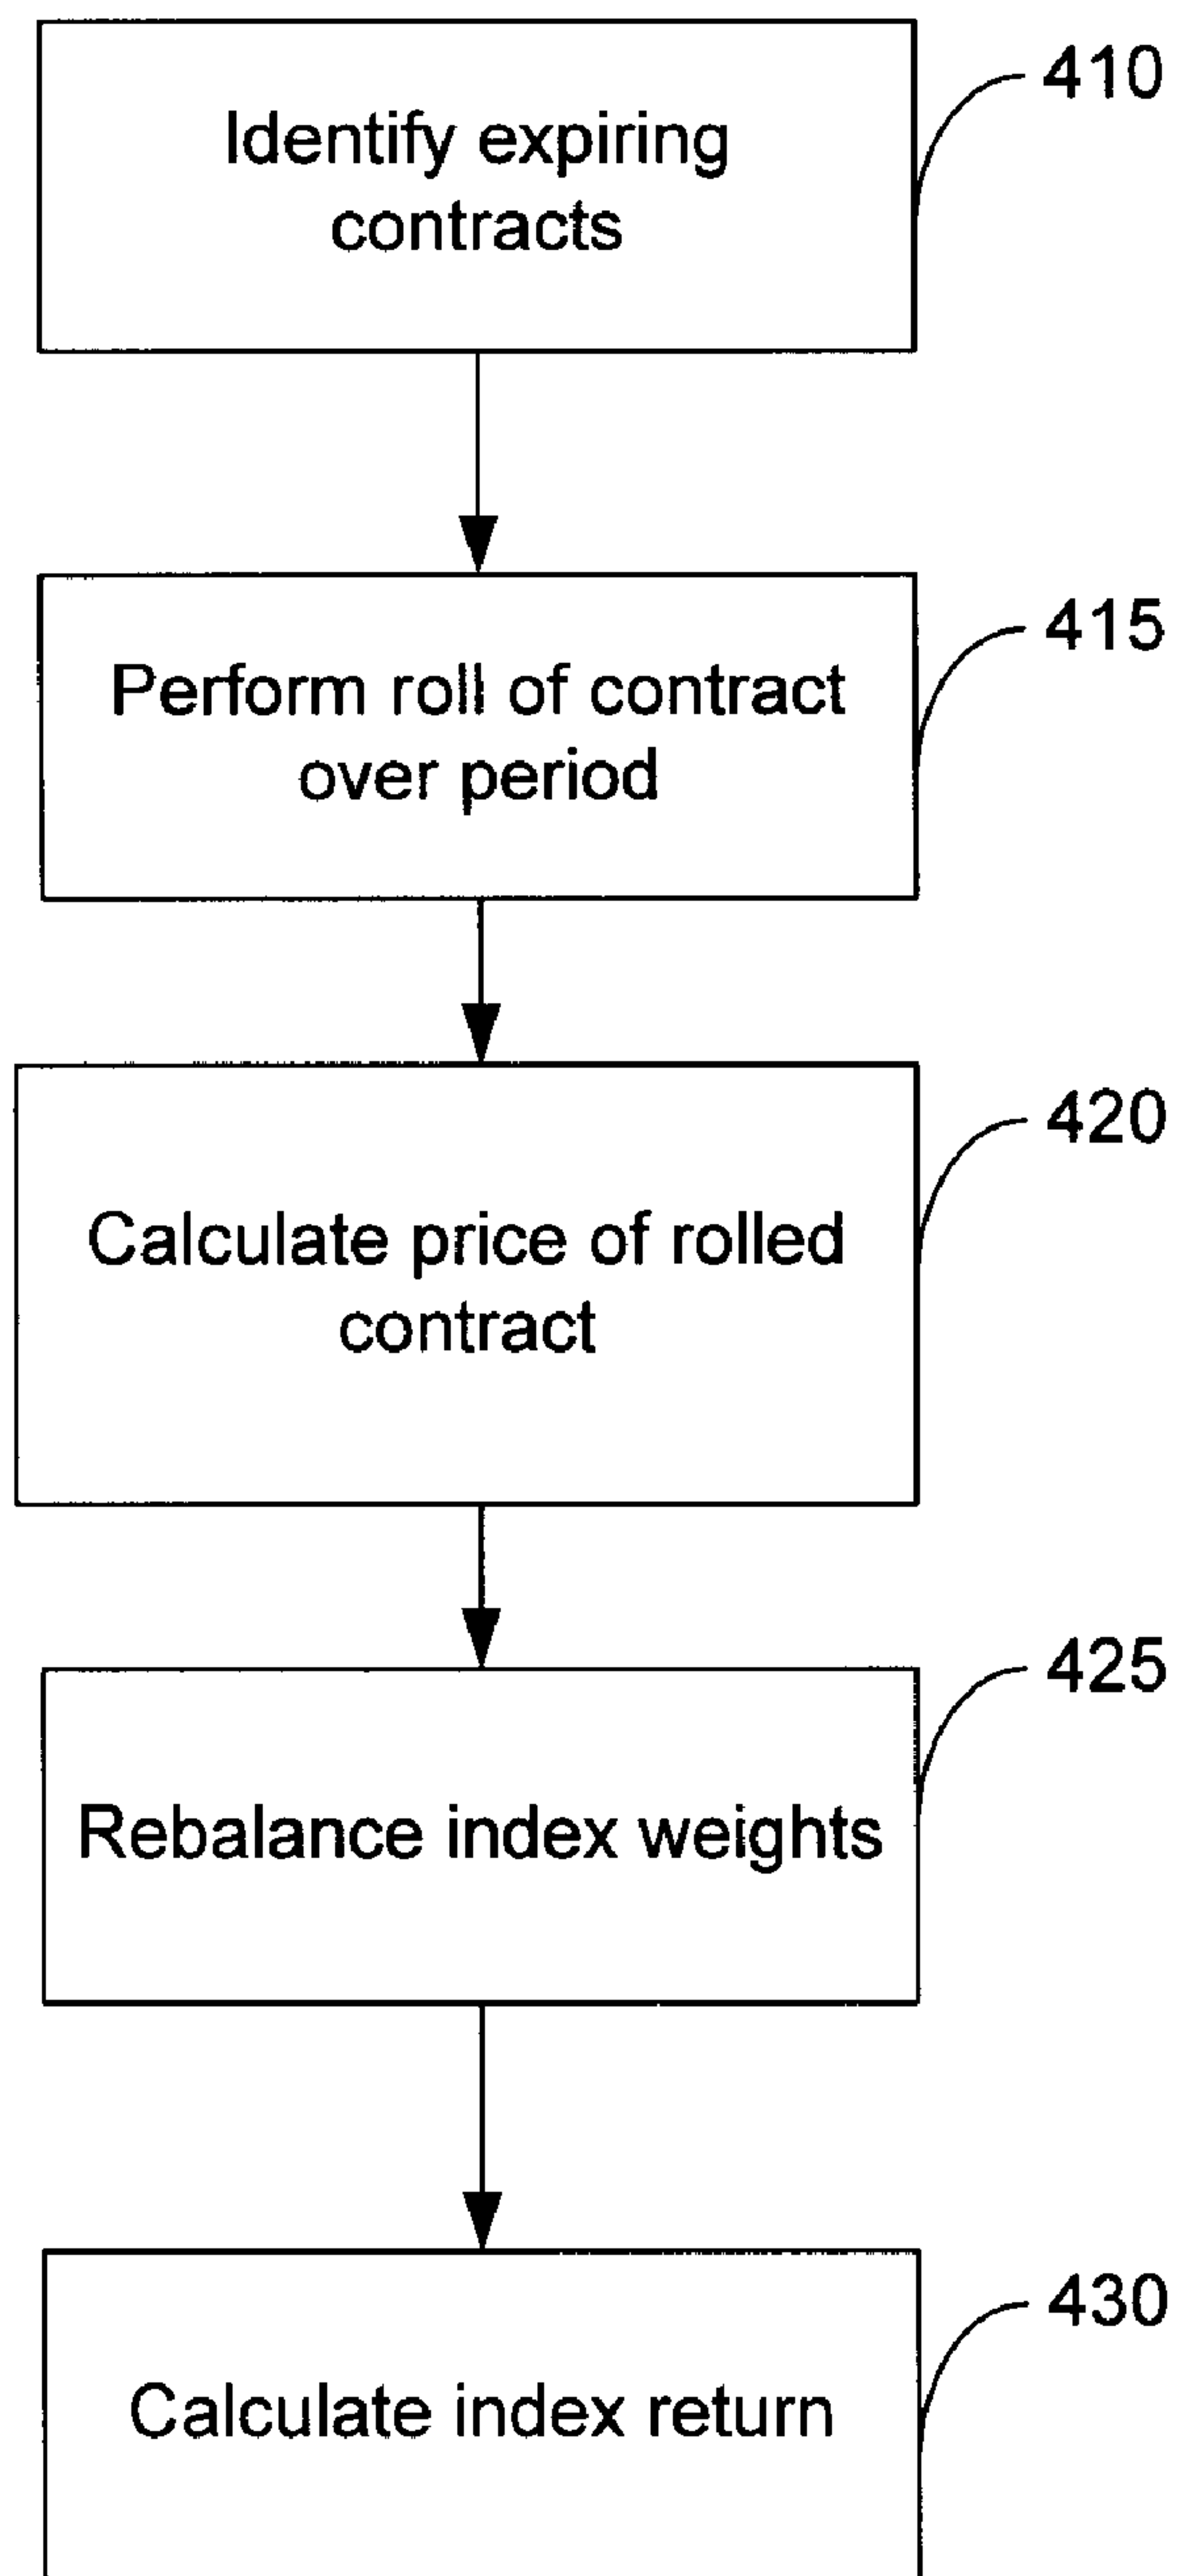 410
Identify expiring
contracts
415
Perform roll of contract
over period
420
Calculate price of rolled
contract
425
Rebalance index weights
430
Calculate index return